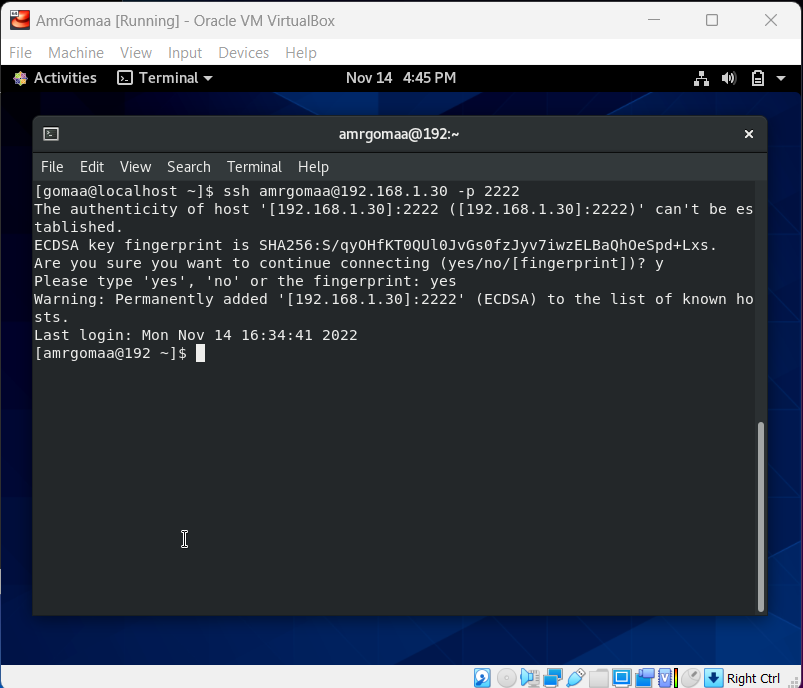 AmrGomaa [Running] - Oracle VM VirtualBox
File Machine View Input Devices Help
Activities Terminal Nov 14 4:45 PM
amrgomaa@192:~
File Edit View Search Terminal Help
[gomaa@localhost ~]$ ssh amrgomaa@192.168.1.30 -p 2222
The authenticity of host '[192.168.1.30]:2222 ([192.168.1.30]:2222)' can't be es
tablished.
ECDSA key fingerprint is SHA256:S/qyOHfKT0QUl0JvGs0fzJyv7iwzELBaQhOeSpd+Lxs.
Are you sure you want to continue connecting (yes/no/[fingerprint])? y
Please type 'yes', 'no' or the fingerprint: yes
Warning: Permanently added '[192.168.1.30]:2222' (ECDSA) to the list of known ho
sts.
Last login: Mon Nov 14 16:34:41 2022
[amrgomaa@192 ~]$
Right Ctrl